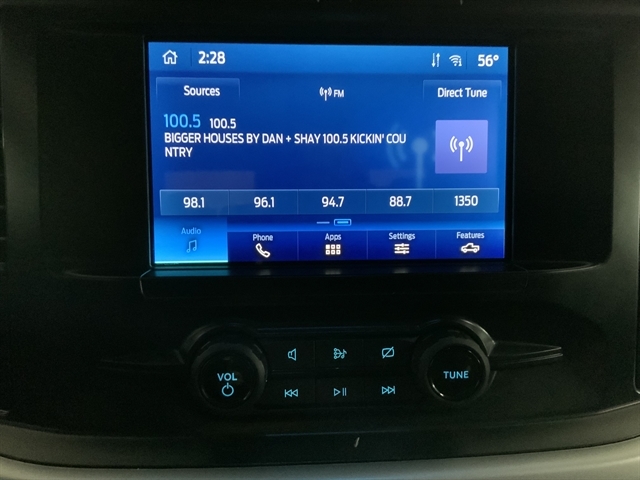 2:28 56°
Sources FM Direct Tune
100.5 100.5
BIGGER HOUSES BY DAN + SHAY 100.5 KICKIN' COU
NTRY
98.1 96.1 94.7 88.7 1350
Audio Phone Apps Settings Features
VOL TUNE